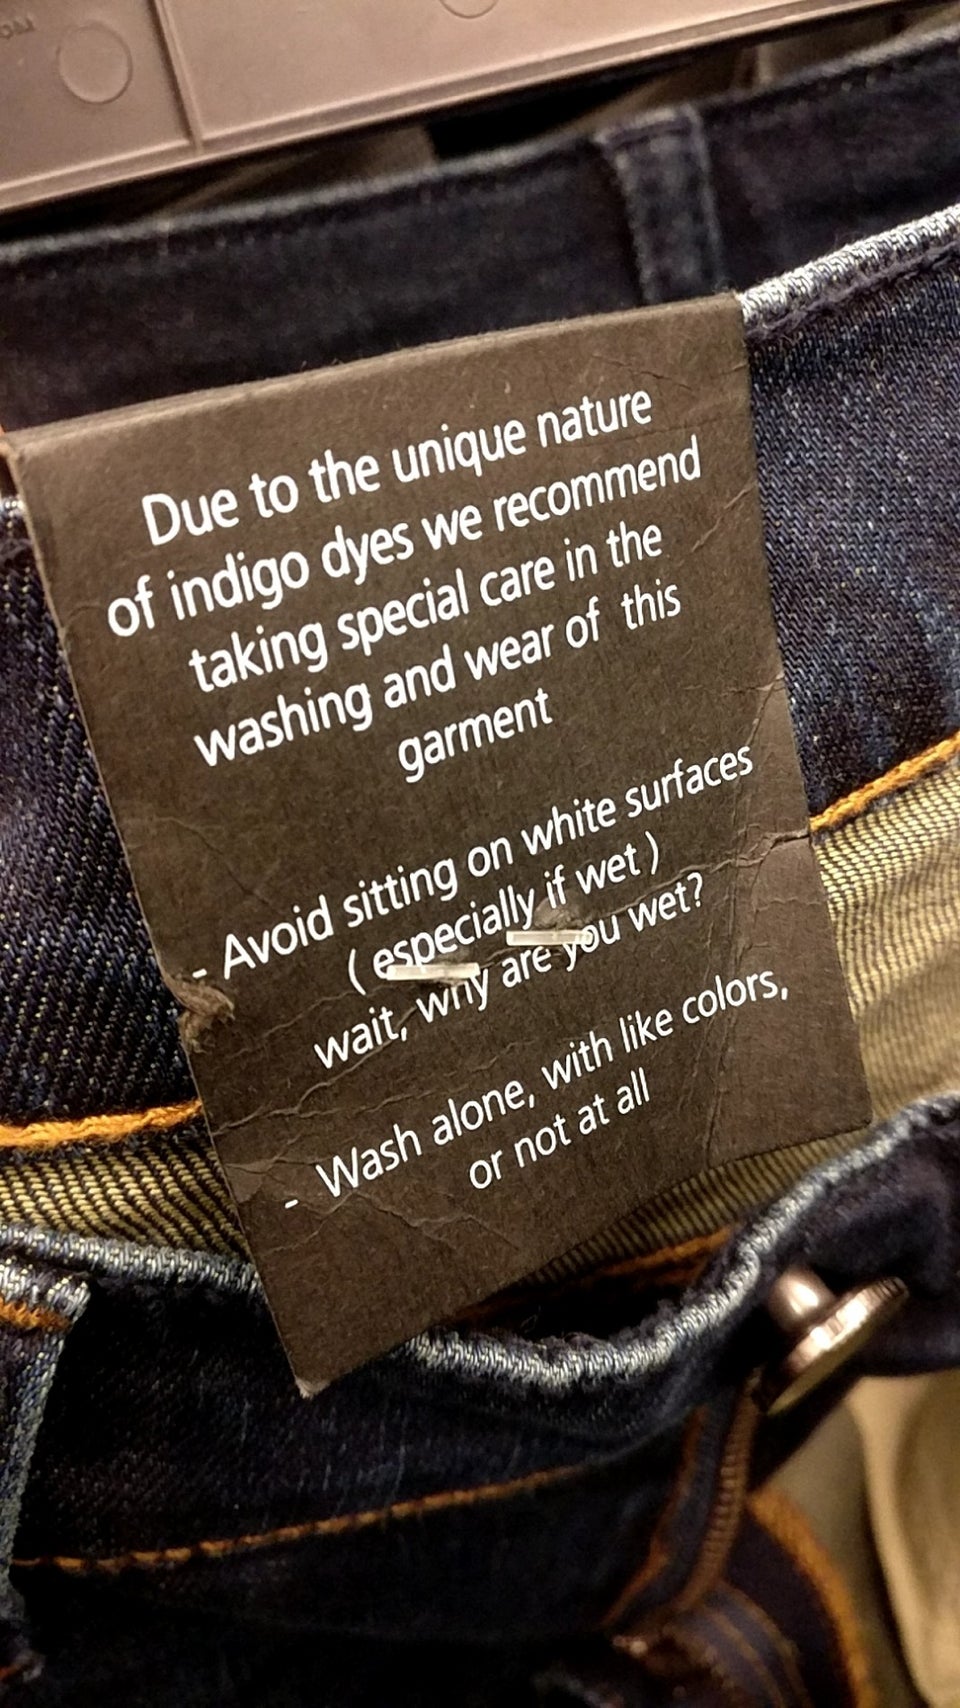 Due to the unique nature
of indigo dyes we recommend
taking special care in the
washing and wear of this
garment
- Avoid sitting on white surfaces
( especially if wet )
wait, why are you wet?
- Wash alone, with like colors,
or not at all